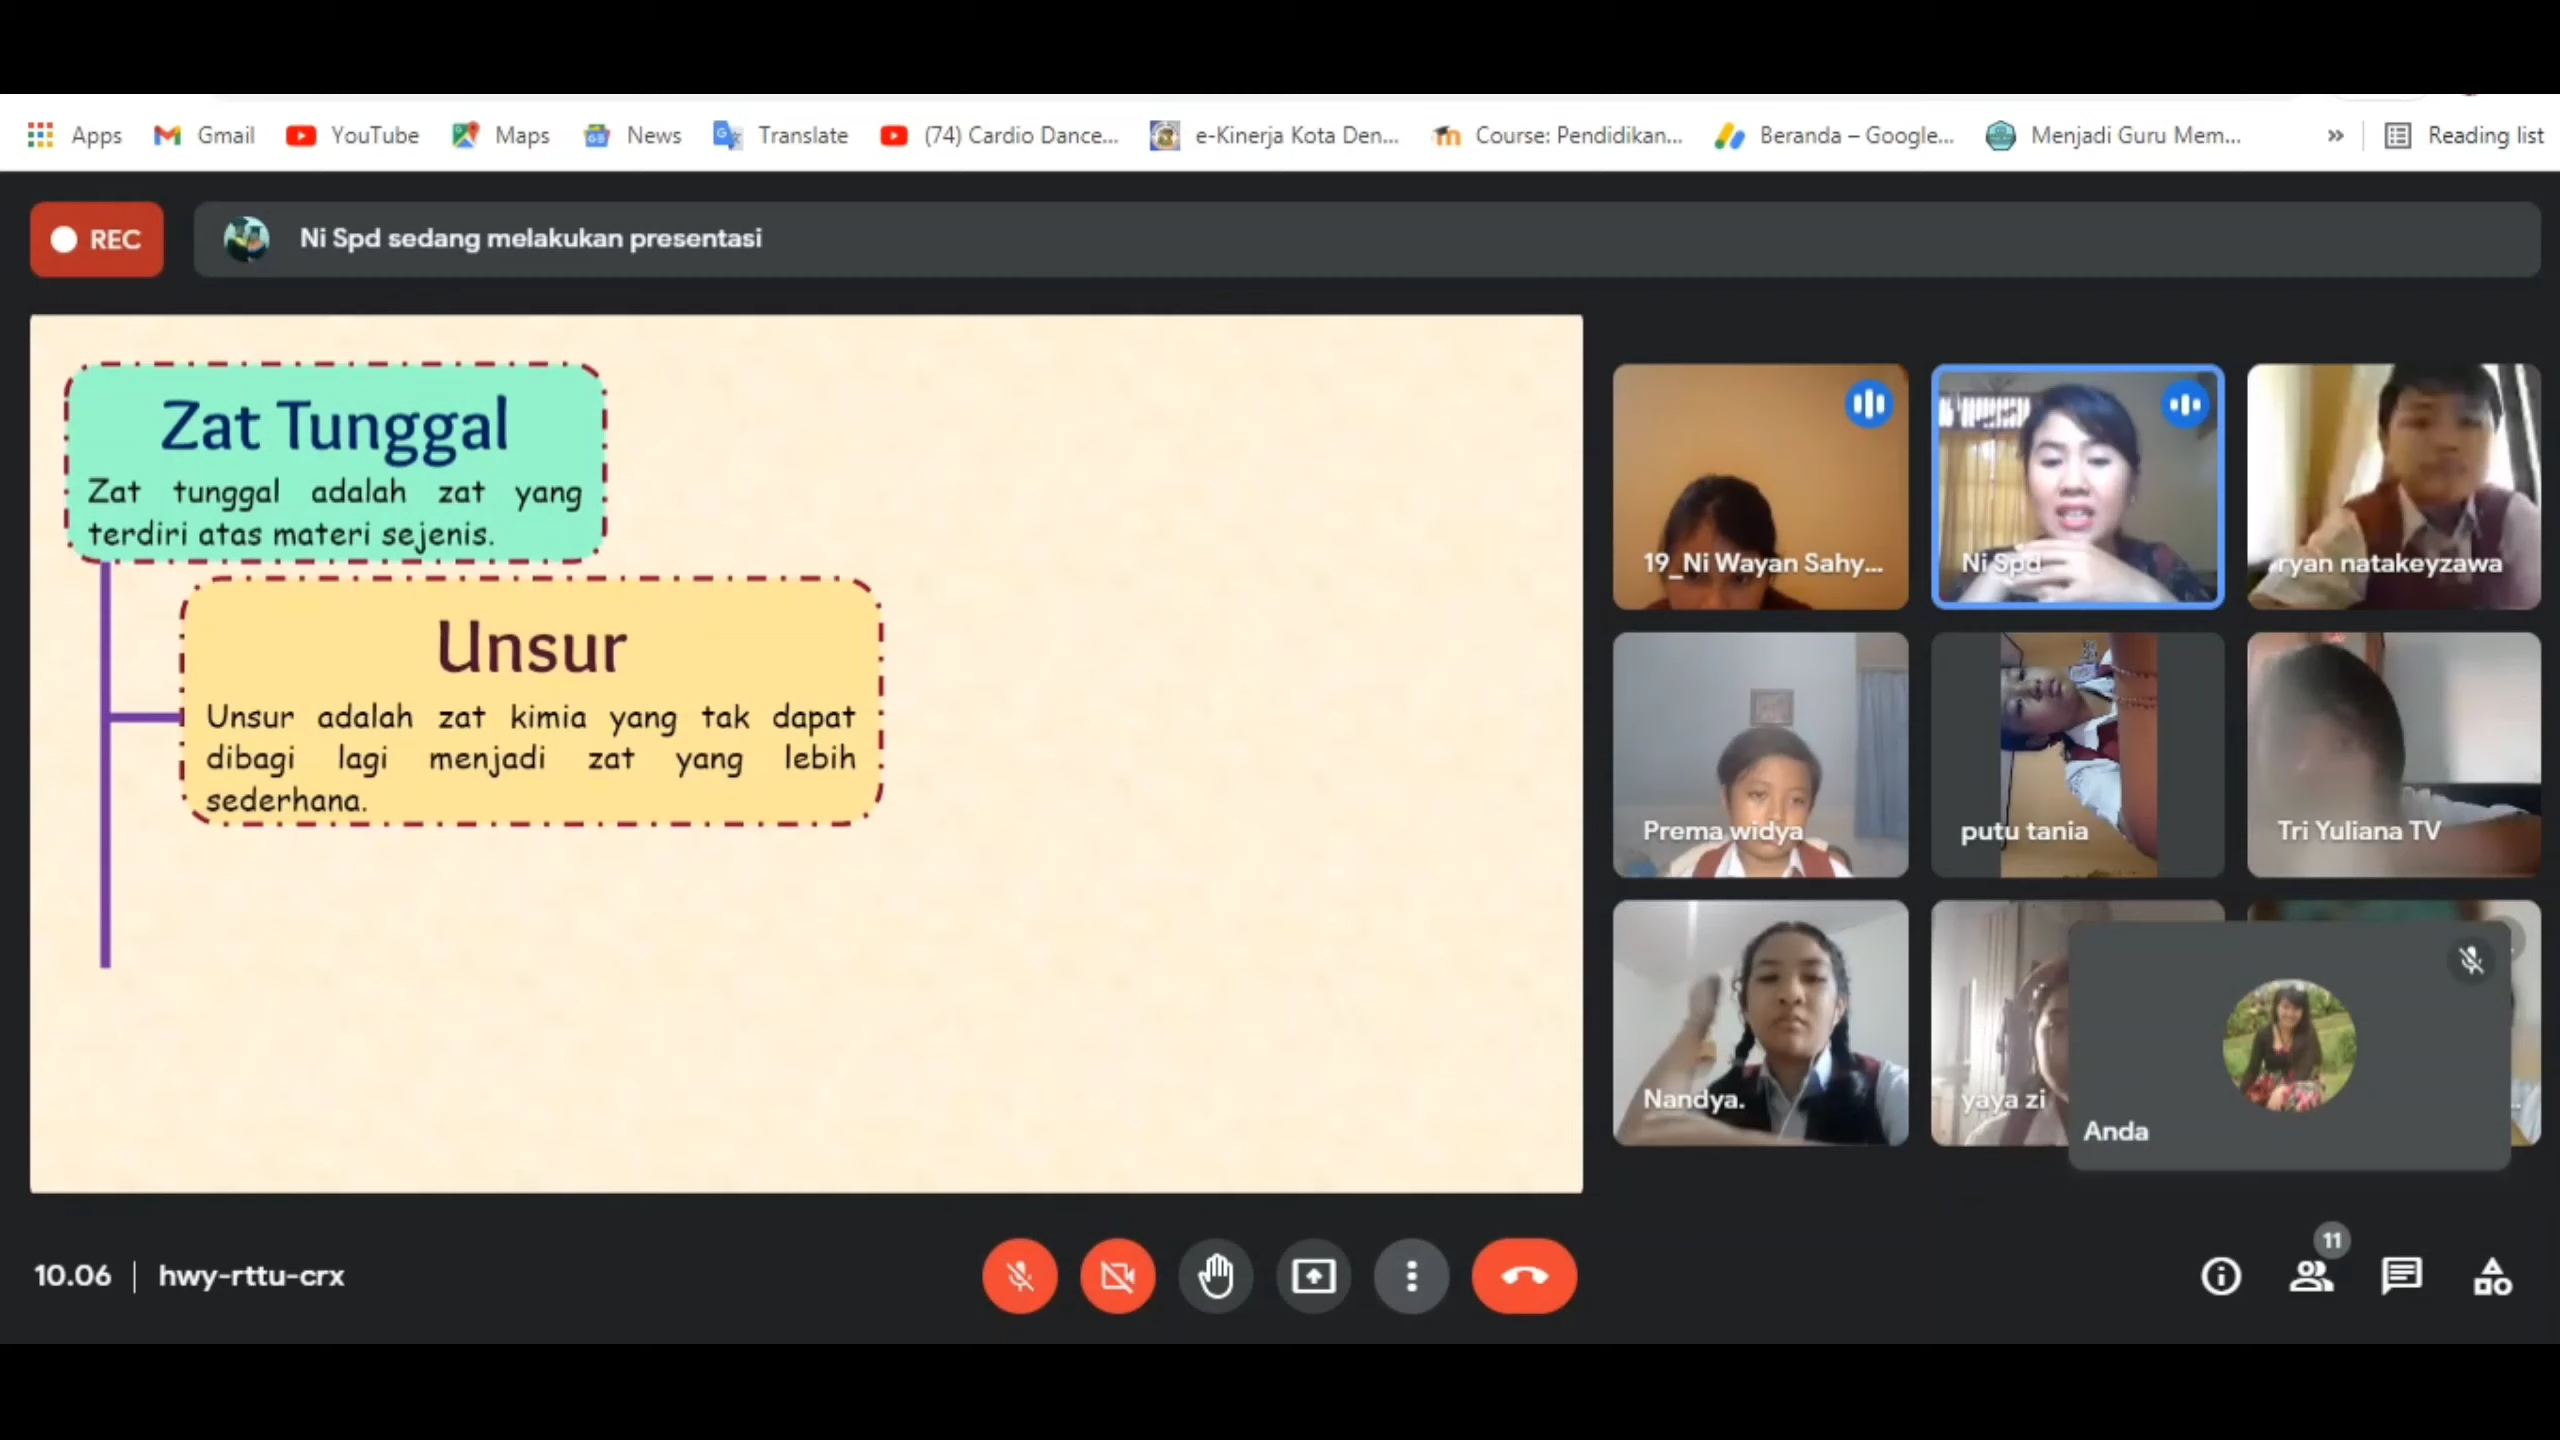 Apps Gmail YouTube Maps News Translate (74) Cardio Dance... e-Kinerja Kota Den... Course: Pendidikan... Beranda – Google... Menjadi Guru Mem... » Reading list
REC Ni Spd sedang melakukan presentasi
Zat Tunggal
Zat tunggal adalah zat yang
terdiri atas materi sejenis.
Unsur
Unsur adalah zat kimia yang tak dapat
dibagi lagi menjadi zat yang lebih
sederhana.
19_Ni Wayan Sahy...
Ni Spd
ryan natakeyzawa
Prema widya
putu tania
Tri Yuliana TV
Nandya.
yaya zi
Anda
10.06 | hwy-rttu-crx
11